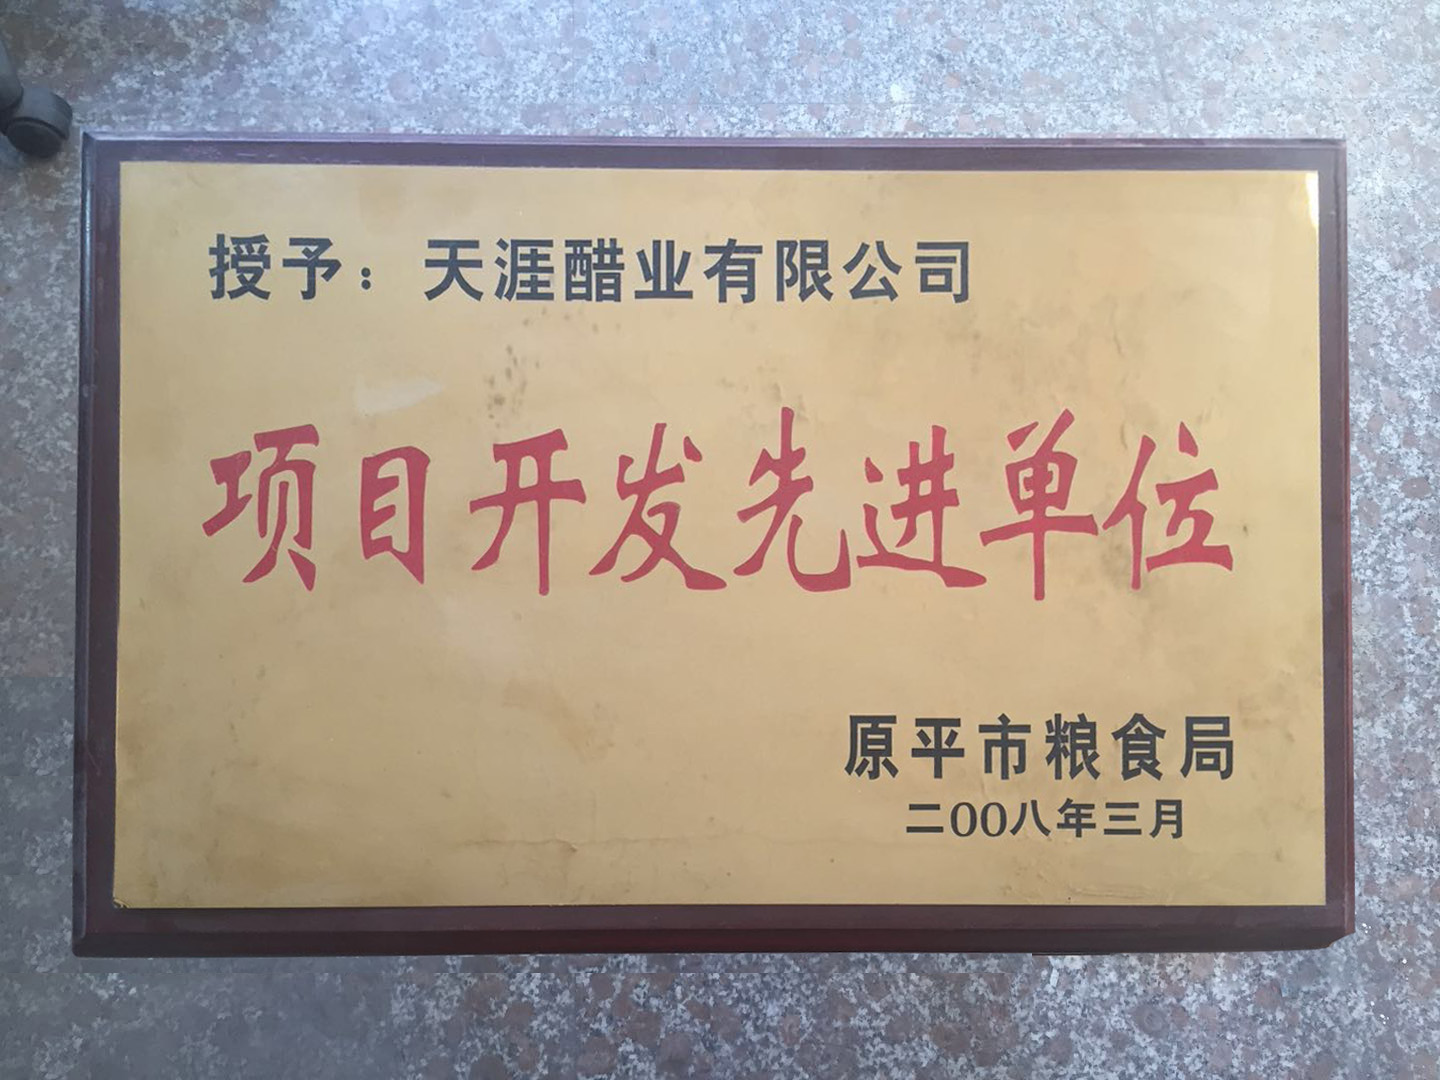 授予：天涯醋业有限公司
项目开发先进单位
原平市粮食局
二00八年三月